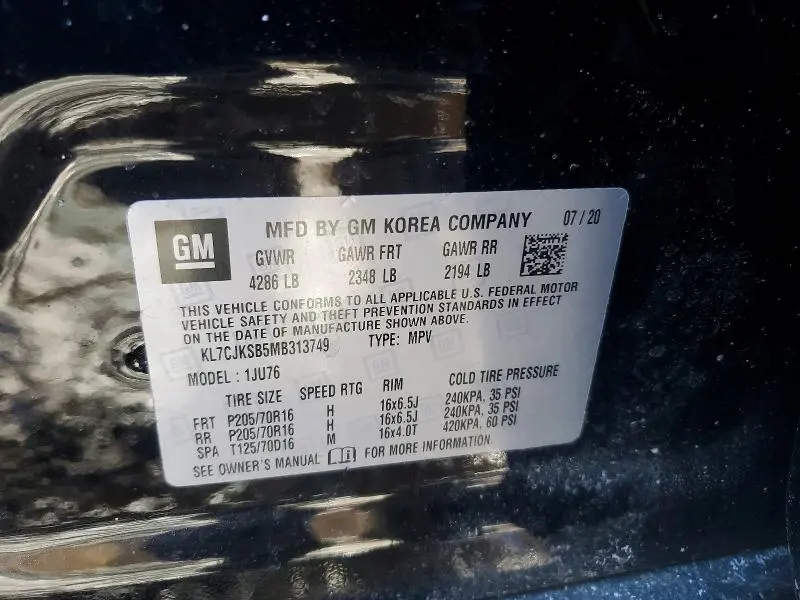 GM
MFD BY GM KOREA COMPANY 07 / 20
GVWR GAWR FRT GAWR RR
4286 LB 2348 LB 2194 LB
THIS VEHICLE CONFORMS TO ALL APPLICABLE U.S. FEDERAL MOTOR
VEHICLE SAFETY AND THEFT PREVENTION STANDARDS IN EFFECT
ON THE DATE OF MANUFACTURE SHOWN ABOVE.
KL7CJKSB5MB313749 TYPE: MPV
MODEL : 1JU76
TIRE SIZE SPEED RTG RIM COLD TIRE PRESSURE
FRT P205/70R16 H 16x6.5J 240KPA, 35 PSI
RR P205/70R16 H 16x6.5J 240KPA, 35 PSI
SPA T125/70D16 M 16x4.0T 420KPA, 60 PSI
SEE OWNER'S MANUAL FOR MORE INFORMATION.